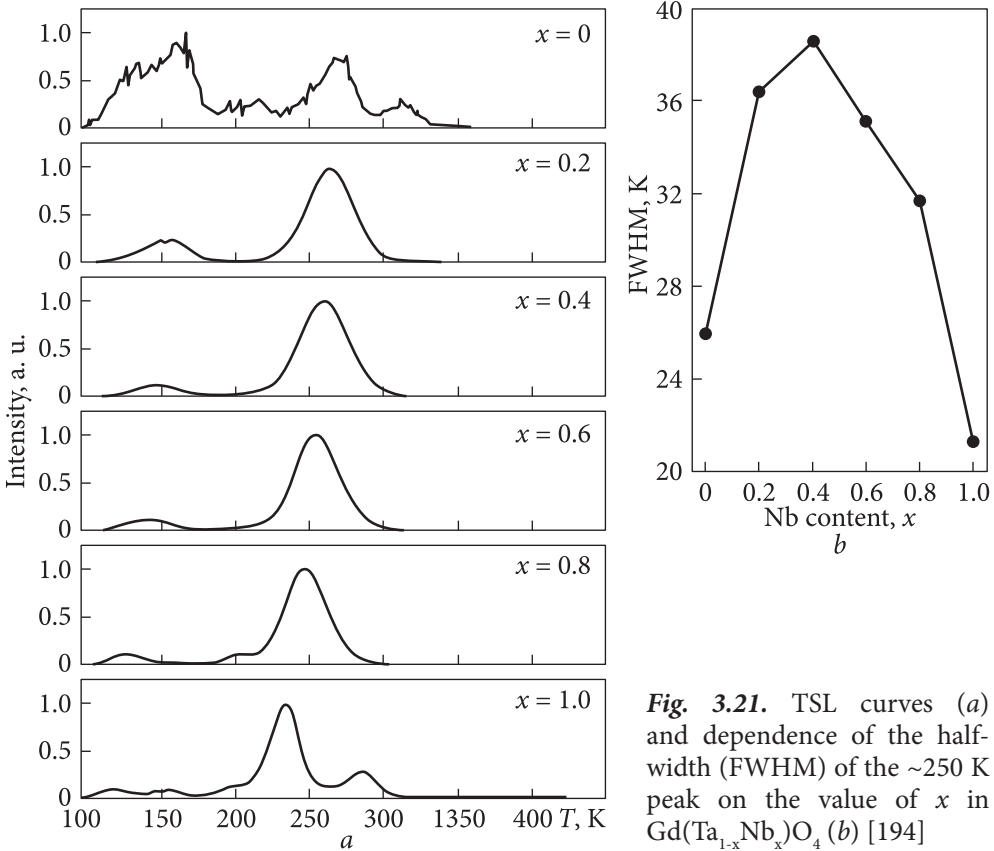 Intensity, a. u.
1.0
0.5
0
x = 0
1.0
0.5
0
x = 0.2
1.0
0.5
0
x = 0.4
1.0
0.5
0
x = 0.6
1.0
0.5
0
x = 0.8
1.0
0.5
0
x = 1.0
100 150 200 250 300 1350 400 T, K
a
FWHM, K
40
36
32
28
24
20
0 0.2 0.4 0.6 0.8 1.0
Nb content, x
b
Fig. 3.21. TSL curves (a)
and dependence of the half-
width (FWHM) of the ~250 K
peak on the value of x in
Gd(Ta1-xNbx)O4 (b) [194]